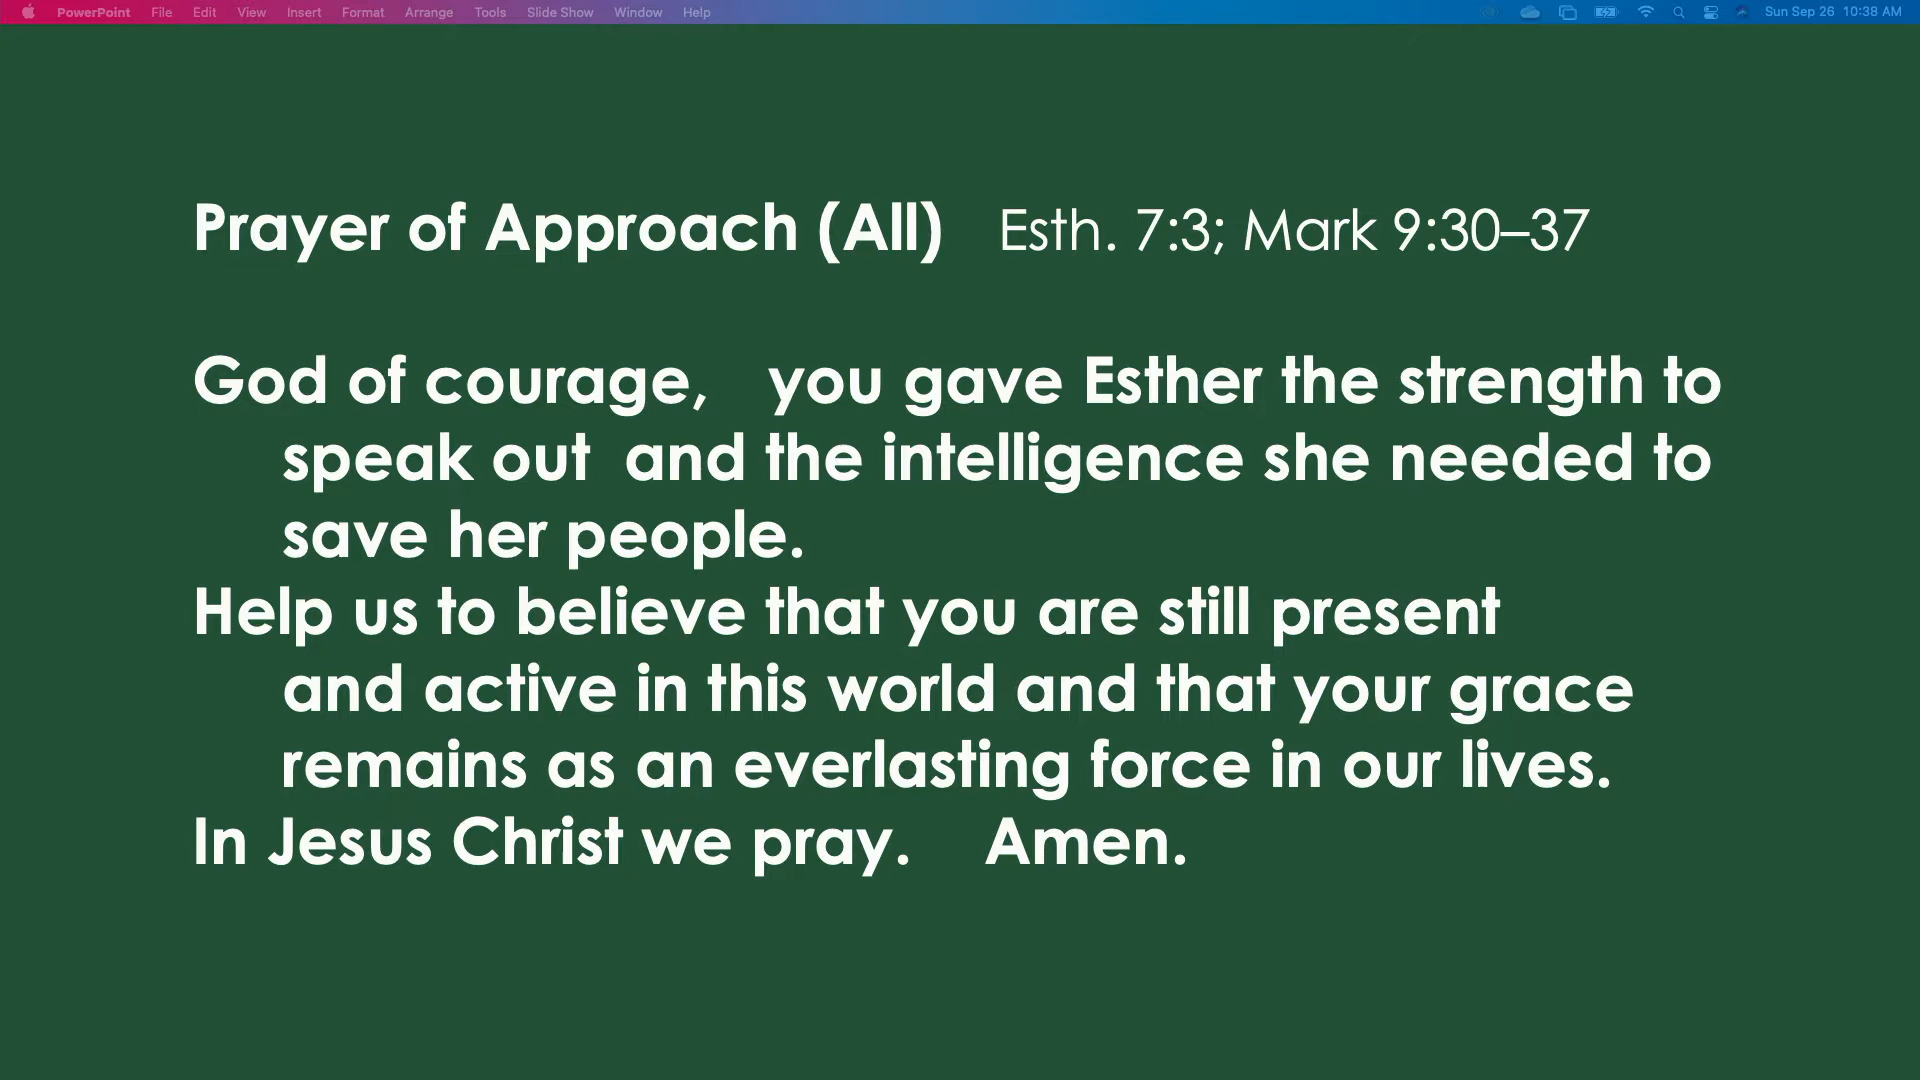 PowerPoint File Edit View Insert Format Arrange Tools Slide Show Window Help Sun Sep 26 10:38 AM
Prayer of Approach (All) Esth. 7:3; Mark 9:30–37
God of courage, you gave Esther the strength to
speak out and the intelligence she needed to
save her people.
Help us to believe that you are still present
and active in this world and that your grace
remains as an everlasting force in our lives.
In Jesus Christ we pray. Amen.